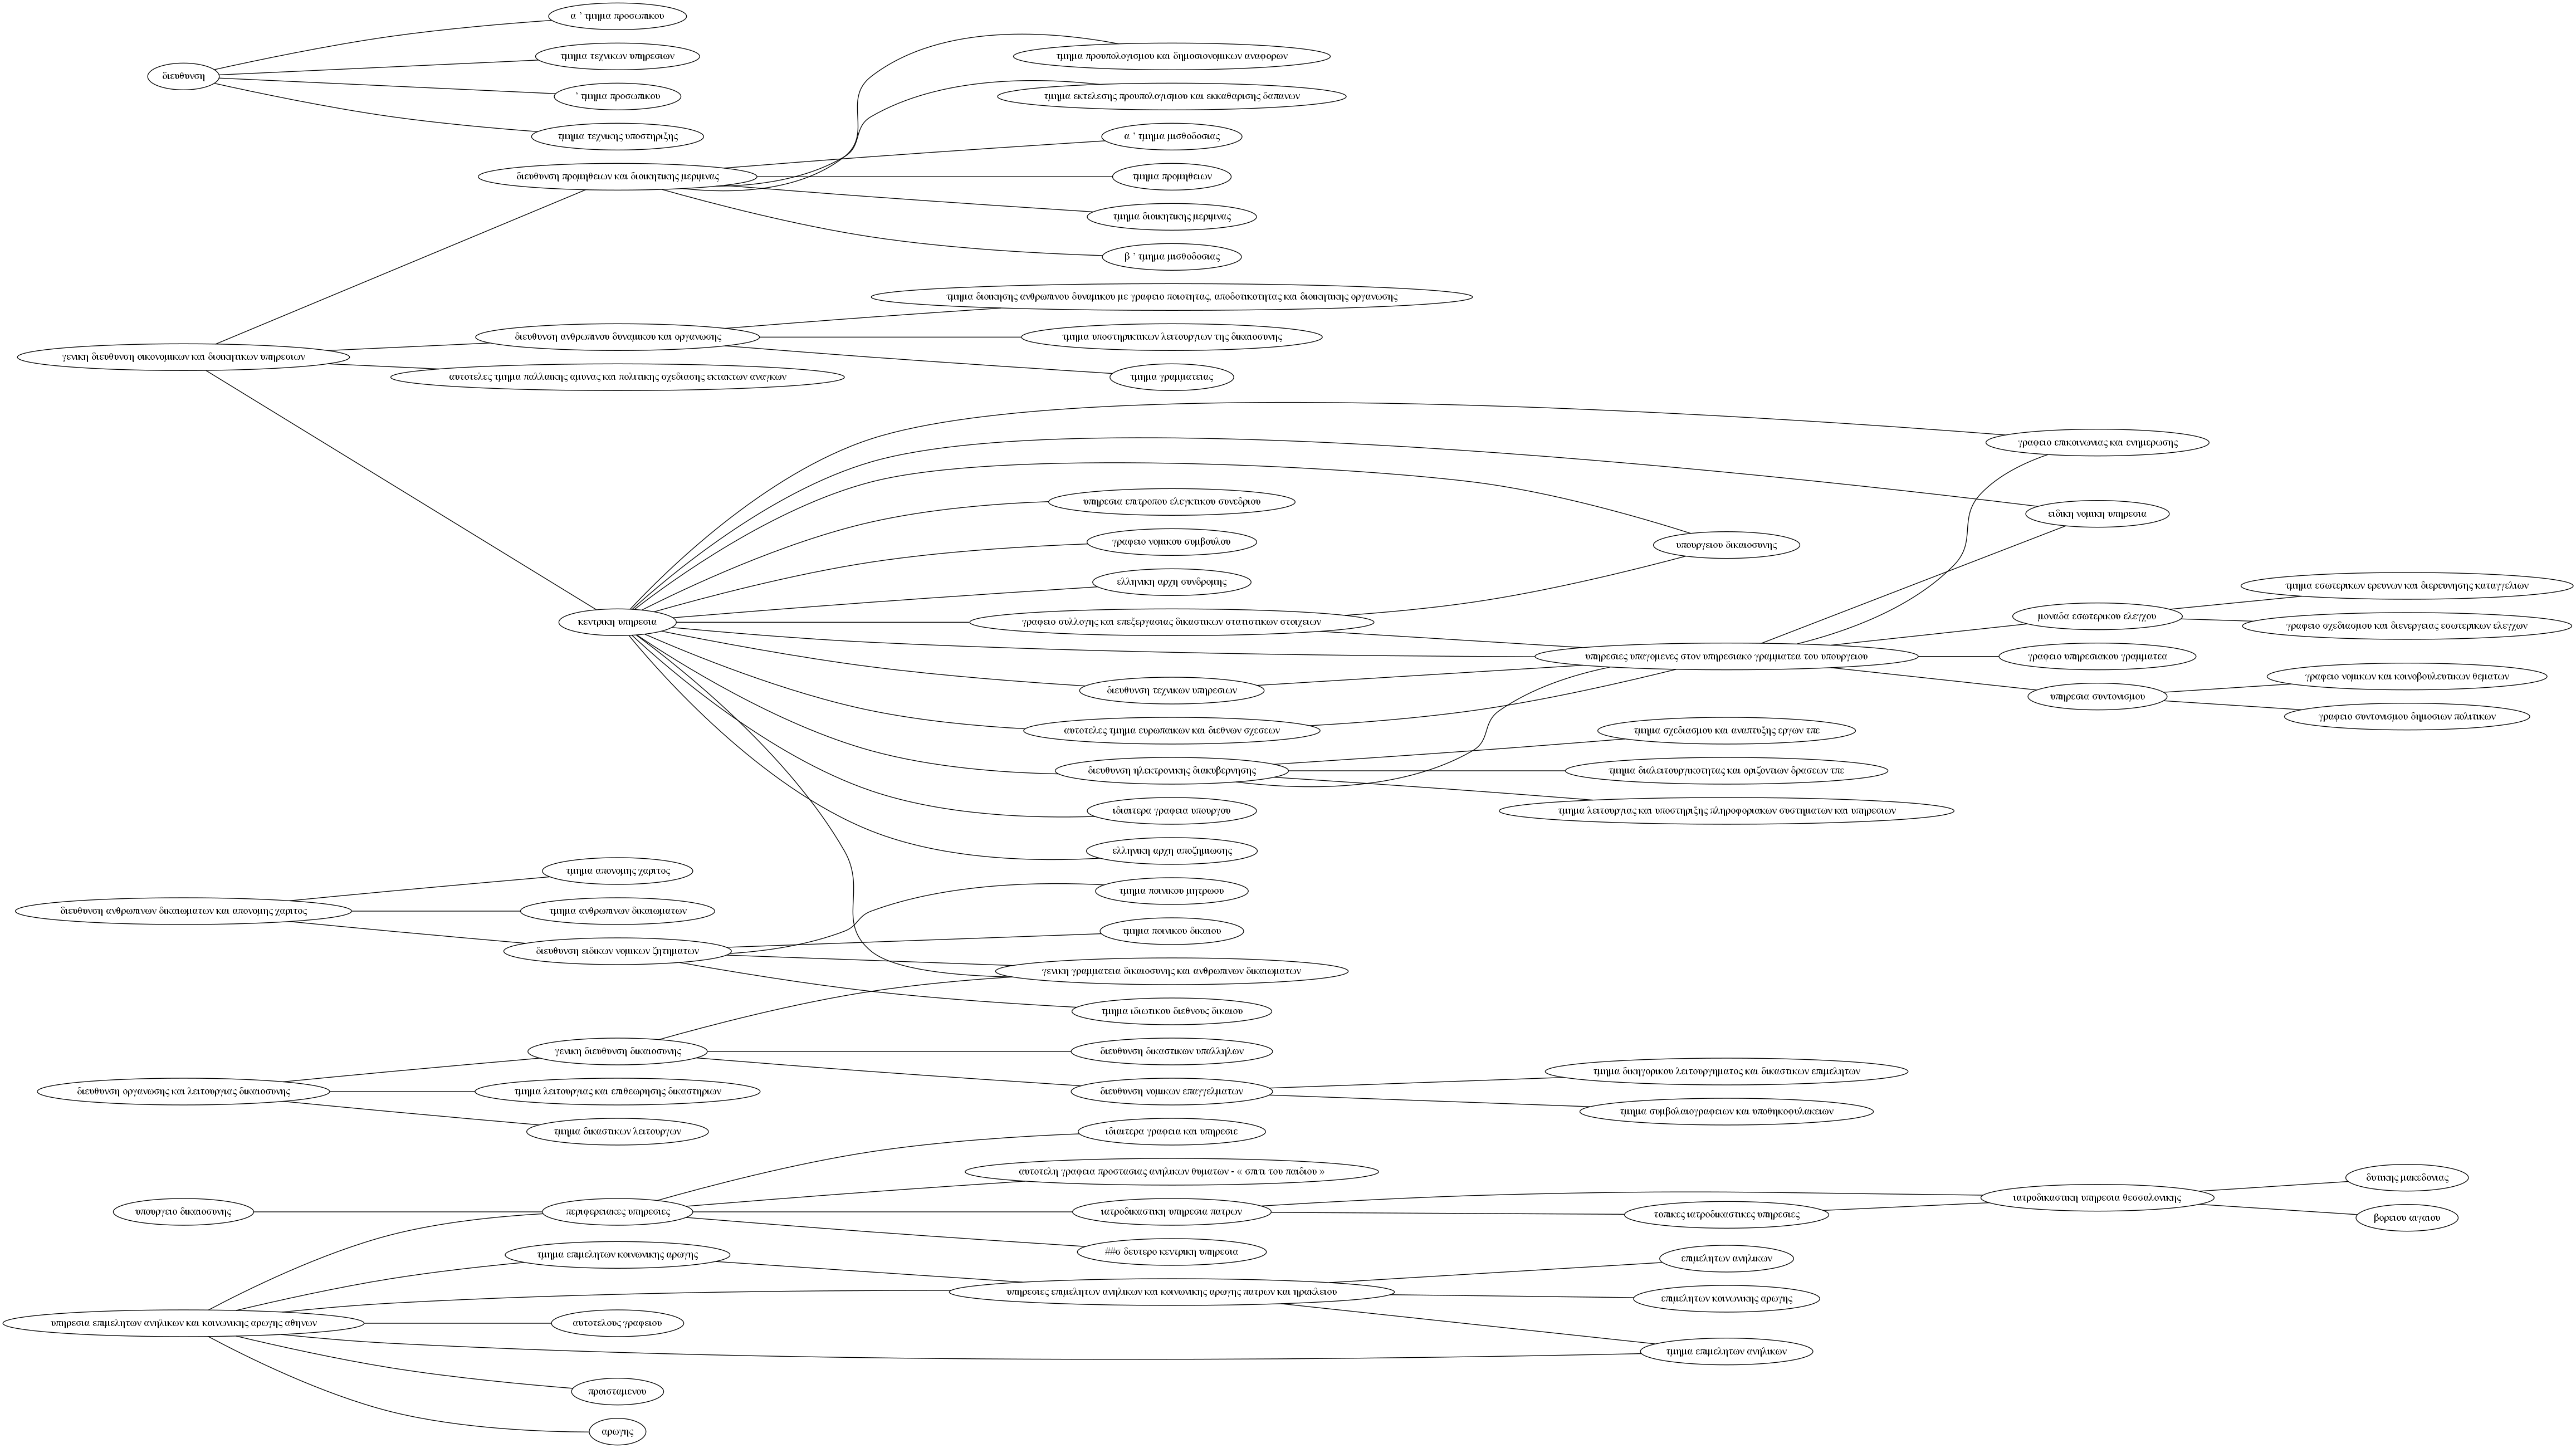 διευθυνση
α ' τμημα προσωπικου
τμημα τεχνικων υπηρεσιων
' τμημα προσωπικου
τμημα τεχνικης υποστηριξης
γενικη διευθυνση οικονομικων και διοικητικων υπηρεσιων
διευθυνση προμηθειων και διοικητικης μεριμνας
τμημα προυπολογισμου και δημοσιονομικων αναφορων
τμημα εκτελεσης προυπολογισμου και εκκαθαρισης δαπανων
α ' τμημα μισθοδοσιας
τμημα προμηθειων
τμημα διοικητικης μεριμνας
β ' τμημα μισθοδοσιας
διευθυνση ανθρωπινου δυναμικου και οργανωσης
τμημα διοικησης ανθρωπινου δυναμικου με γραφειο ποιοτητας, αποδοτικοτητας και διοικητικης οργανωσης
τμημα υποστηρικτικων λειτουργιων της δικαιοσυνης
τμημα γραμματειας
αυτοτελες τμημα παλλαικης αμυνας και πολιτικης σχεδιασης εκτακτων αναγκων
κεντρικη υπηρεσια
υπηρεσια επιτροπου ελεγκτικου συνεδριου
γραφειο νομικου συμβουλου
ελληνικη αρχη συνδρομης
γραφειο συλλογης και επεξεργασιας δικαστικων στατιστικων στοιχειων
διευθυνση τεχνικων υπηρεσιων
αυτοτελες τμημα ευρωπαικων και διεθνων σχεσεων
διευθυνση ηλεκτρονικης διακυβερνησης
ιδιαιτερα γραφεια υπουργου
ελληνικη αρχη αποζημιωσης
υπουργειου δικαιοσυνης
υπηρεσιες υπαγομενες στον υπηρεσιακο γραμματεα του υπουργειου
τμημα σχεδιασμου και αναπτυξης εργων τπε
τμημα διαλειτουργικοτητας και οριζοντιων δρασεων τπε
τμημα λειτουργιας και υποστηριξης πληροφοριακων συστηματων και υπηρεσιων
γραφειο επικοινωνιας και ενημερωσης
ειδικη νομικη υπηρεσια
μοναδα εσωτερικου ελεγχου
γραφειο υπηρεσιακου γραμματεα
υπηρεσια συντονισμου
τμημα εσωτερικων ερευνων και διερευνησης καταγγελιων
γραφειο σχεδιασμου και διενεργειας εσωτερικων ελεγχων
γραφειο νομικων και κοινοβουλευτικων θεματων
γραφειο συντονισμου δημοσιων πολιτικων
διευθυνση ανθρωπινων δικαιωματων και απονομης χαριτος
τμημα απονομης χαριτος
τμημα ανθρωπινων δικαιωματων
διευθυνση ειδικων νομικων ζητηματων
τμημα ποινικου μητρωου
τμημα ποινικου δικαιου
γενικη γραμματεια δικαιοσυνης και ανθρωπινων δικαιωματων
τμημα ιδιωτικου διεθνους δικαιου
διευθυνση οργανωσης και λειτουργιας δικαιοσυνης
γενικη διευθυνση δικαιοσυνης
τμημα λειτουργιας και επιθεωρησης δικαστηριων
τμημα δικαστικων λειτουργων
διευθυνση δικαστικων υπαλληλων
διευθυνση νομικων επαγγελματων
τμημα δικηγορικου λειτουργηματος και δικαστικων επιμελητων
τμημα συμβολαιογραφειων και υποθηκοφυλακειων
υπουργειο δικαιοσυνης
περιφερειακες υπηρεσιες
ιδιαιτερα γραφεια και υπηρεσιε
αυτοτελη γραφεια προστασιας ανηλικων θυματων - « σπιτι του παιδιου »
ιατροδικαστικη υπηρεσια πατρων
##σ δευτερο κεντρικη υπηρεσια
τοπικες ιατροδικαστικες υπηρεσιες
ιατροδικαστικη υπηρεσια θεσσαλονικης
δυτικης μακεδονιας
βορειου αιγαιου
υπηρεσια επιμελητων ανηλικων και κοινωνικης αρωγης αθηνων
τμημα επιμελητων κοινωνικης αρωγης
αυτοτελους γραφειου
προισταμενου
αρωγης
υπηρεσιες επιμελητων ανηλικων και κοινωνικης αρωγης πατρων και ηρακλειου
επιμελητων ανηλικων
επιμελητων κοινωνικης αρωγης
τμημα επιμελητων ανηλικων